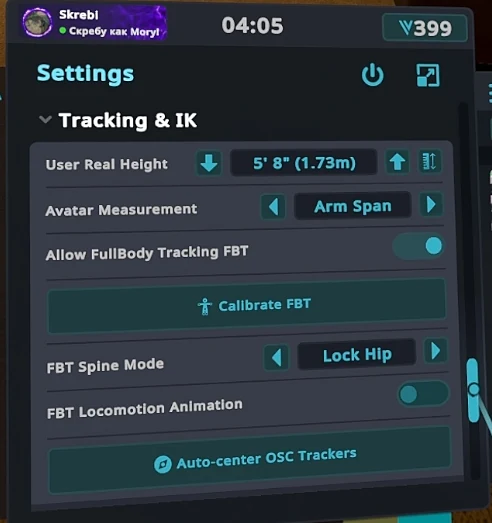 Skrebl
Скребу как Могу!
04:05
399
Settings
Tracking & IK
User Real Height
5' 8" (1.73m)
Avatar Measurement
Arm Span
Allow FullBody Tracking FBT
Calibrate FBT
FBT Spine Mode
Lock Hip
FBT Locomotion Animation
Auto-center OSC Trackers